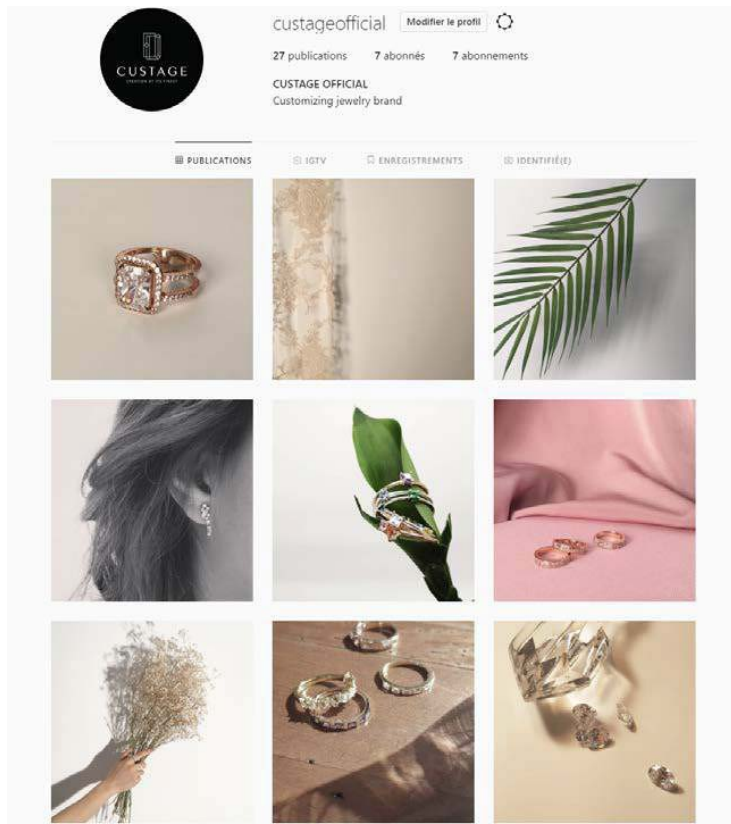 custageofficial Modifier le profil
27 publications 7 abonnés 7 abonnements
CUSTAGE OFFICIAL
Customizing jewelry brand
CUSTAGE
PUBLICATIONS IGTV ENREGISTREMENTS IDENTIFIÉ(E)